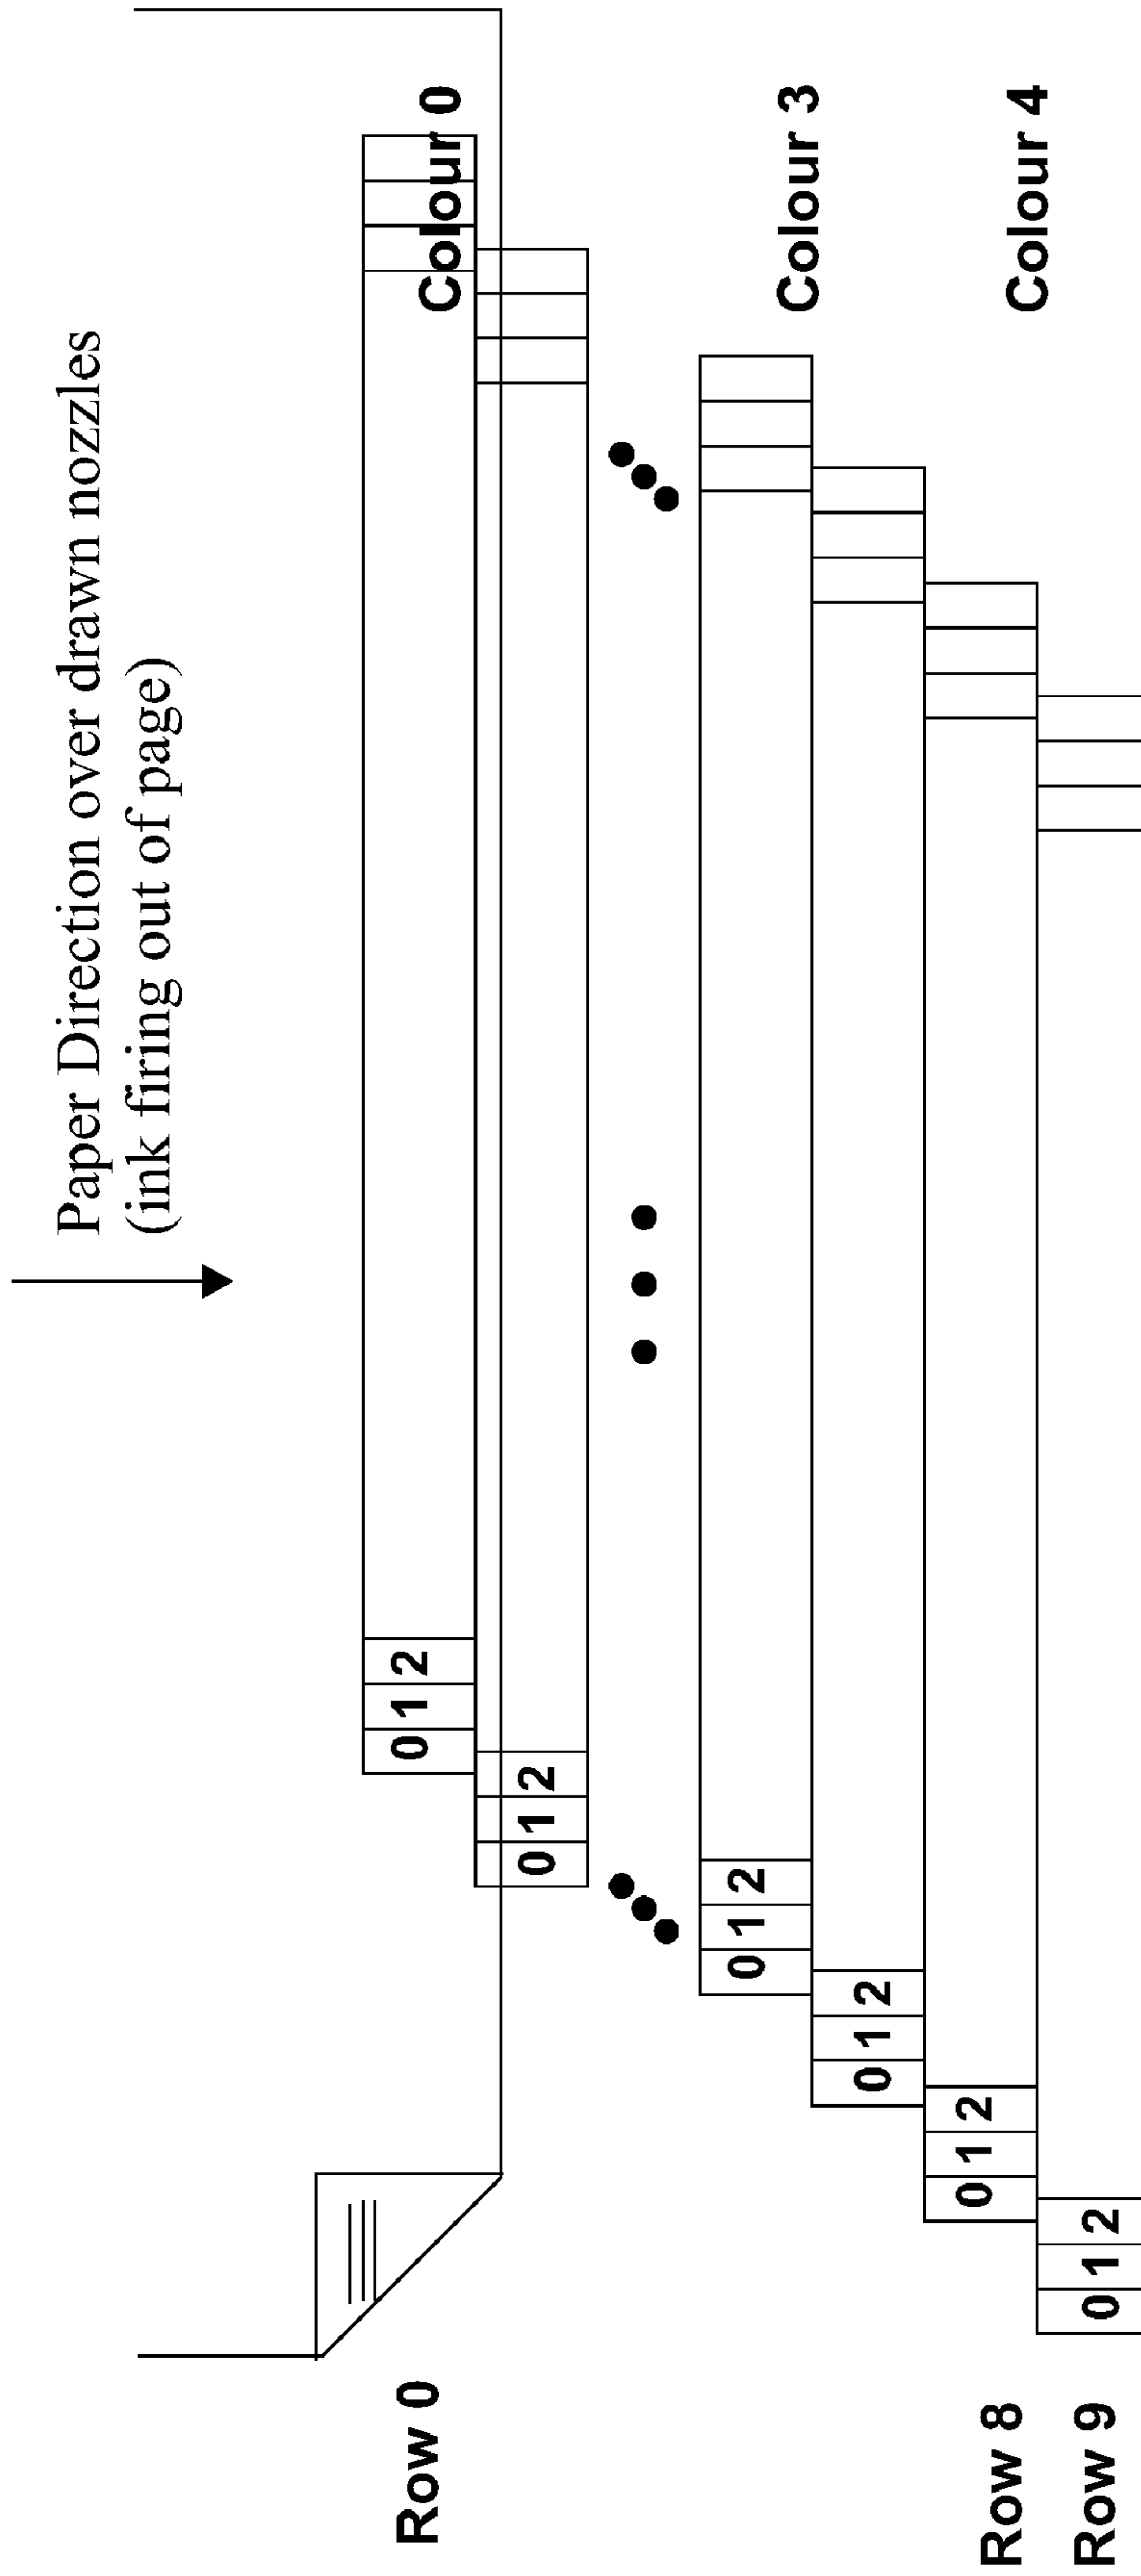 Paper Direction over drawn nozzles
(ink firing out of page)
Row 0
0 1 2
Colour 0
0 1 2
0 1 2
Colour 3
0 1 2
Row 8
0 1 2
Colour 4
Row 9
0 1 2